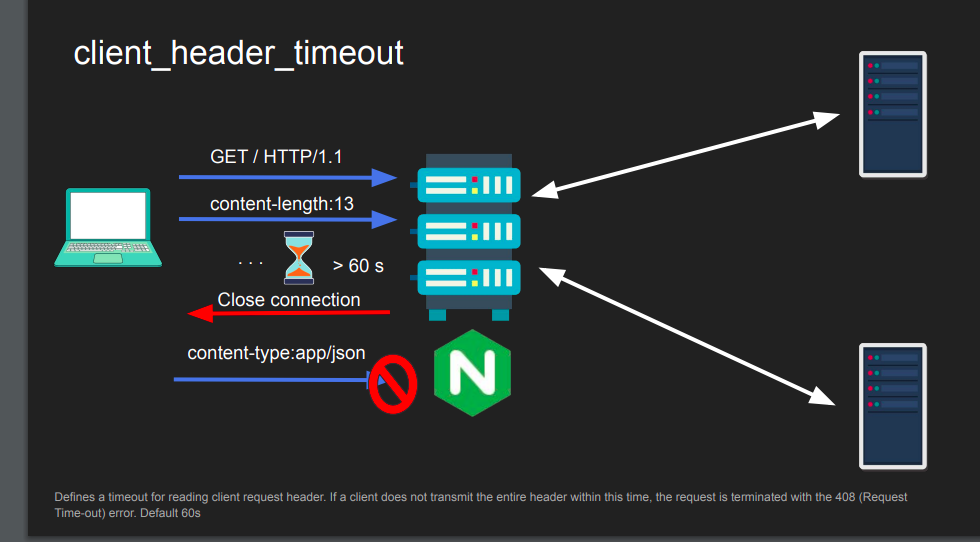 client_header_timeout
GET / HTTP/1.1
content-length:13
. . .
> 60 s
Close connection
content-type:app/json
N
Defines a timeout for reading client request header. If a client does not transmit the entire header within this time, the request is terminated with the 408 (Request
Time-out) error. Default 60s